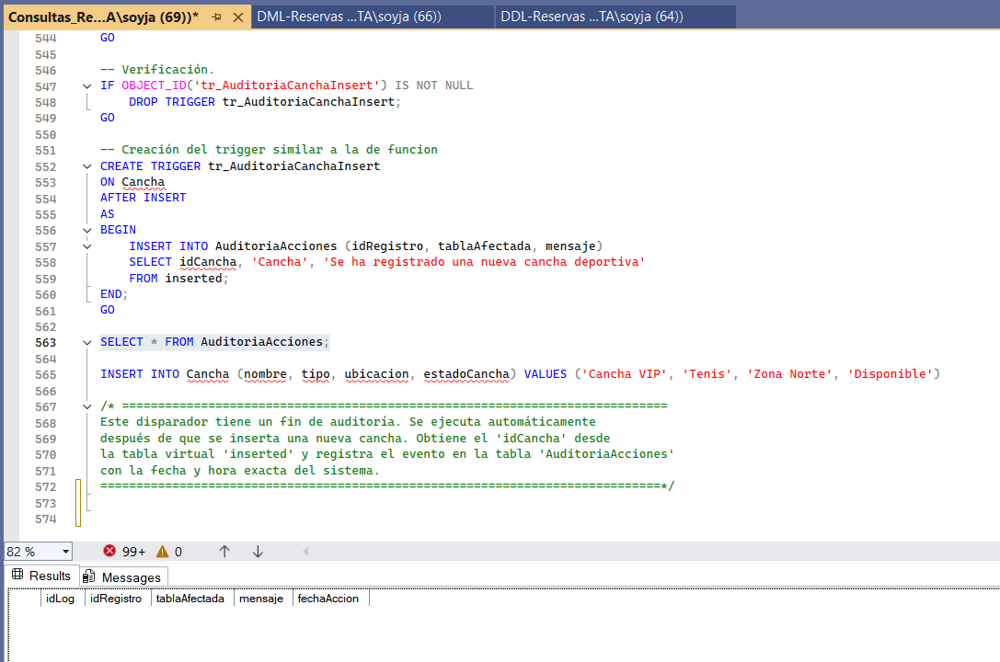 Consultas_Re...A\soyja (69))*
DML-Reservas ...TA\soyja (66))
DDL-Reservas ...TA\soyja (64))
544 GO
545
546 -- Verificación.
547 IF OBJECT_ID('tr_AuditoriaCanchaInsert') IS NOT NULL
548 DROP TRIGGER tr_AuditoriaCanchaInsert;
549 GO
550
551 -- Creación del trigger similar a la de funcion
552 CREATE TRIGGER tr_AuditoriaCanchaInsert
553 ON Cancha
554 AFTER INSERT
555 AS
556 BEGIN
557 INSERT INTO AuditoriaAcciones (idRegistro, tablaAfectada, mensaje)
558 SELECT idCancha, 'Cancha', 'Se ha registrado una nueva cancha deportiva'
559 FROM inserted;
560 END;
561 GO
562
563 SELECT * FROM AuditoriaAcciones;
564
565 INSERT INTO Cancha (nombre, tipo, ubicacion, estadoCancha) VALUES ('Cancha VIP', 'Tenis', 'Zona Norte', 'Disponible')
566
567 /* ============================================================================
568 Este disparador tiene un fin de auditoría. Se ejecuta automáticamente
569 después de que se inserta una nueva cancha. Obtiene el 'idCancha' desde
570 la tabla virtual 'inserted' y registra el evento en la tabla 'AuditoriaAcciones'
571 con la fecha y hora exacta del sistema.
572 ==============================================================================*/
573
574
82 % 99+ 0
Results Messages
idLog idRegistro tablaAfectada mensaje fechaAccion